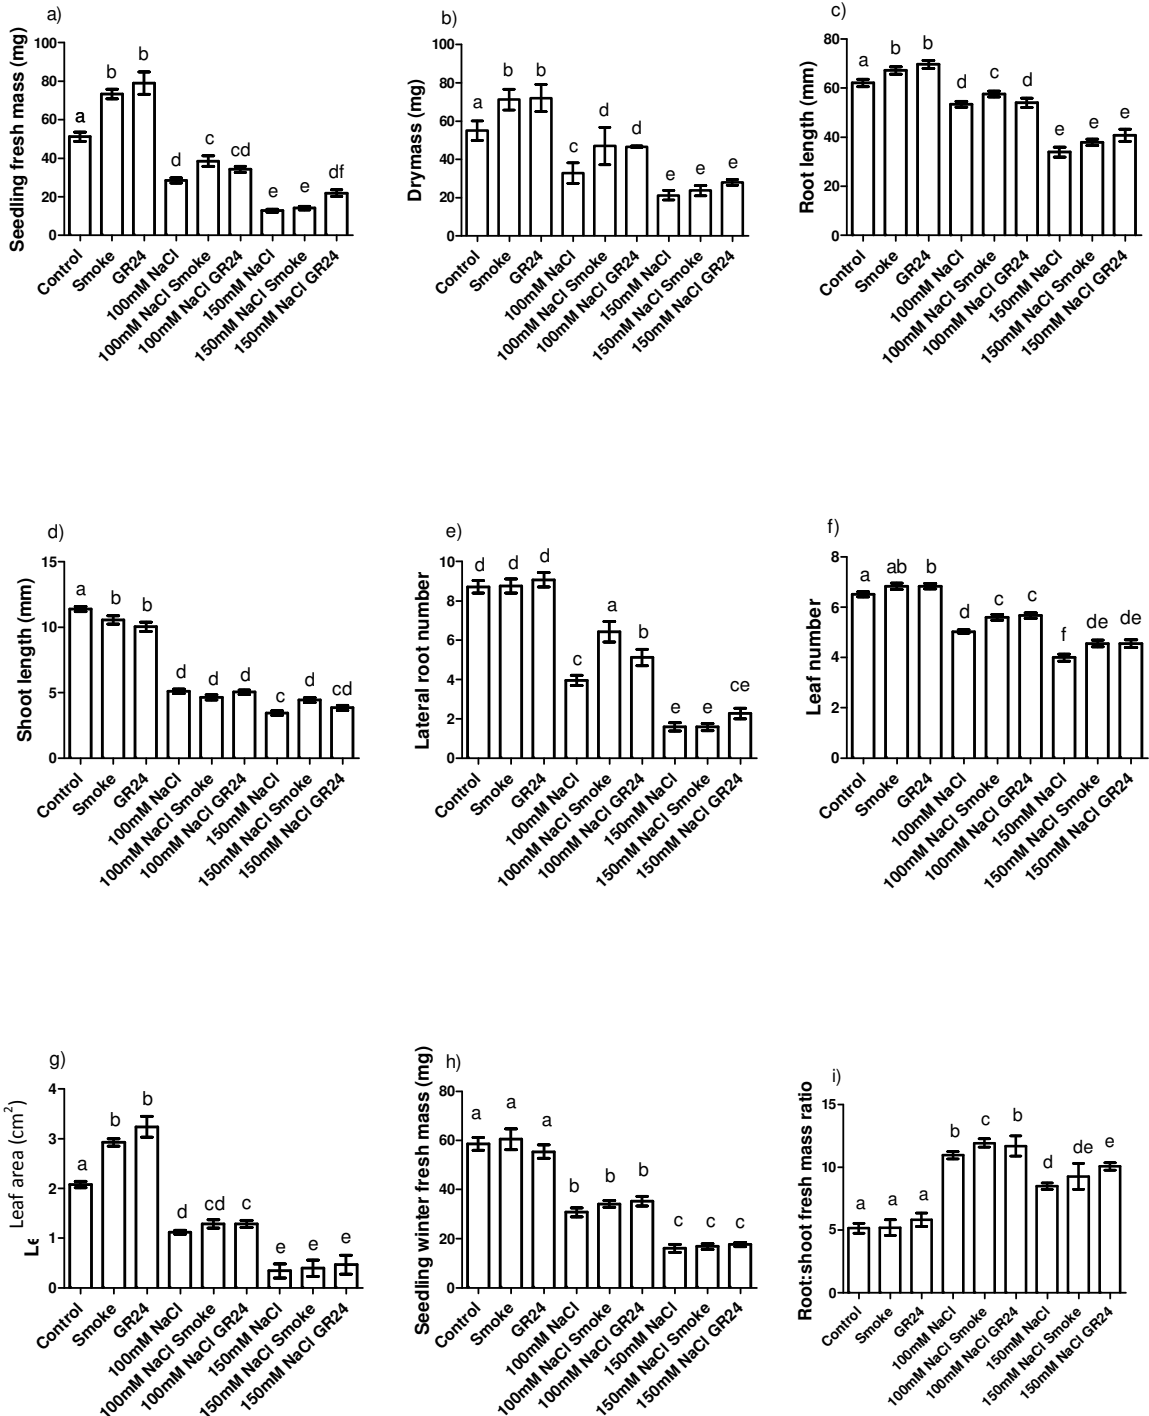 a)
Seedling fresh mass (mg)
100
80
60
40
20
0
a b b d c cd e e df
Control
Smoke
GR24
100mM NaCl
100mM NaCl Smoke
100mM NaCl GR24
150mM NaCl
150mM NaCl Smoke
150mM NaCl GR24
b)
Drymass (mg)
100
80
60
40
20
0
a b b c d d e e e
Control
Smoke
GR24
100mM NaCl
100mM NaCl Smoke
100mM NaCl GR24
150mM NaCl
150mM NaCl Smoke
150mM NaCl GR24
c)
Root length (mm)
80
60
40
20
0
a b b d c d e e e
Control
Smoke
GR24
100mM NaCl
100mM NaCl Smoke
100mM NaCl GR24
150mM NaCl
150mM NaCl Smoke
150mM NaCl GR24
d)
Shoot length (mm)
15
10
5
0
a b b d d d c d cd
Control
Smoke
GR24
100mM NaCl
100mM NaCl Smoke
100mM NaCl GR24
150mM NaCl
150mM NaCl Smoke
150mM NaCl GR24
e)
Lateral root number
10
8
6
4
2
0
d d d c a b e e ce
Control
Smoke
GR24
100mM NaCl
100mM NaCl Smoke
100mM NaCl GR24
150mM NaCl
150mM NaCl Smoke
150mM NaCl GR24
f)
Leaf number
8
6
4
2
0
a ab b d c c f de de
Control
Smoke
GR24
100mM NaCl
100mM NaCl Smoke
100mM NaCl GR24
150mM NaCl
150mM NaCl Smoke
150mM NaCl GR24
g)
Leaf area (cm²)
4
3
2
1
0
a b b d cd c e e e
Control
Smoke
GR24
100mM NaCl
100mM NaCl Smoke
100mM NaCl GR24
150mM NaCl
150mM NaCl Smoke
150mM NaCl GR24
h)
Seedling winter fresh mass (mg)
80
60
40
20
0
a a a b b b c c c
Control
Smoke
GR24
100mM NaCl
100mM NaCl Smoke
100mM NaCl GR24
150mM NaCl
150mM NaCl Smoke
150mM NaCl GR24
i)
Root:shoot fresh mass ratio
15
10
5
0
a a a b c b d de e
Control
Smoke
GR24
100mM NaCl
100mM NaCl Smoke
100mM NaCl GR24
150mM NaCl
150mM NaCl Smoke
150mM NaCl GR24